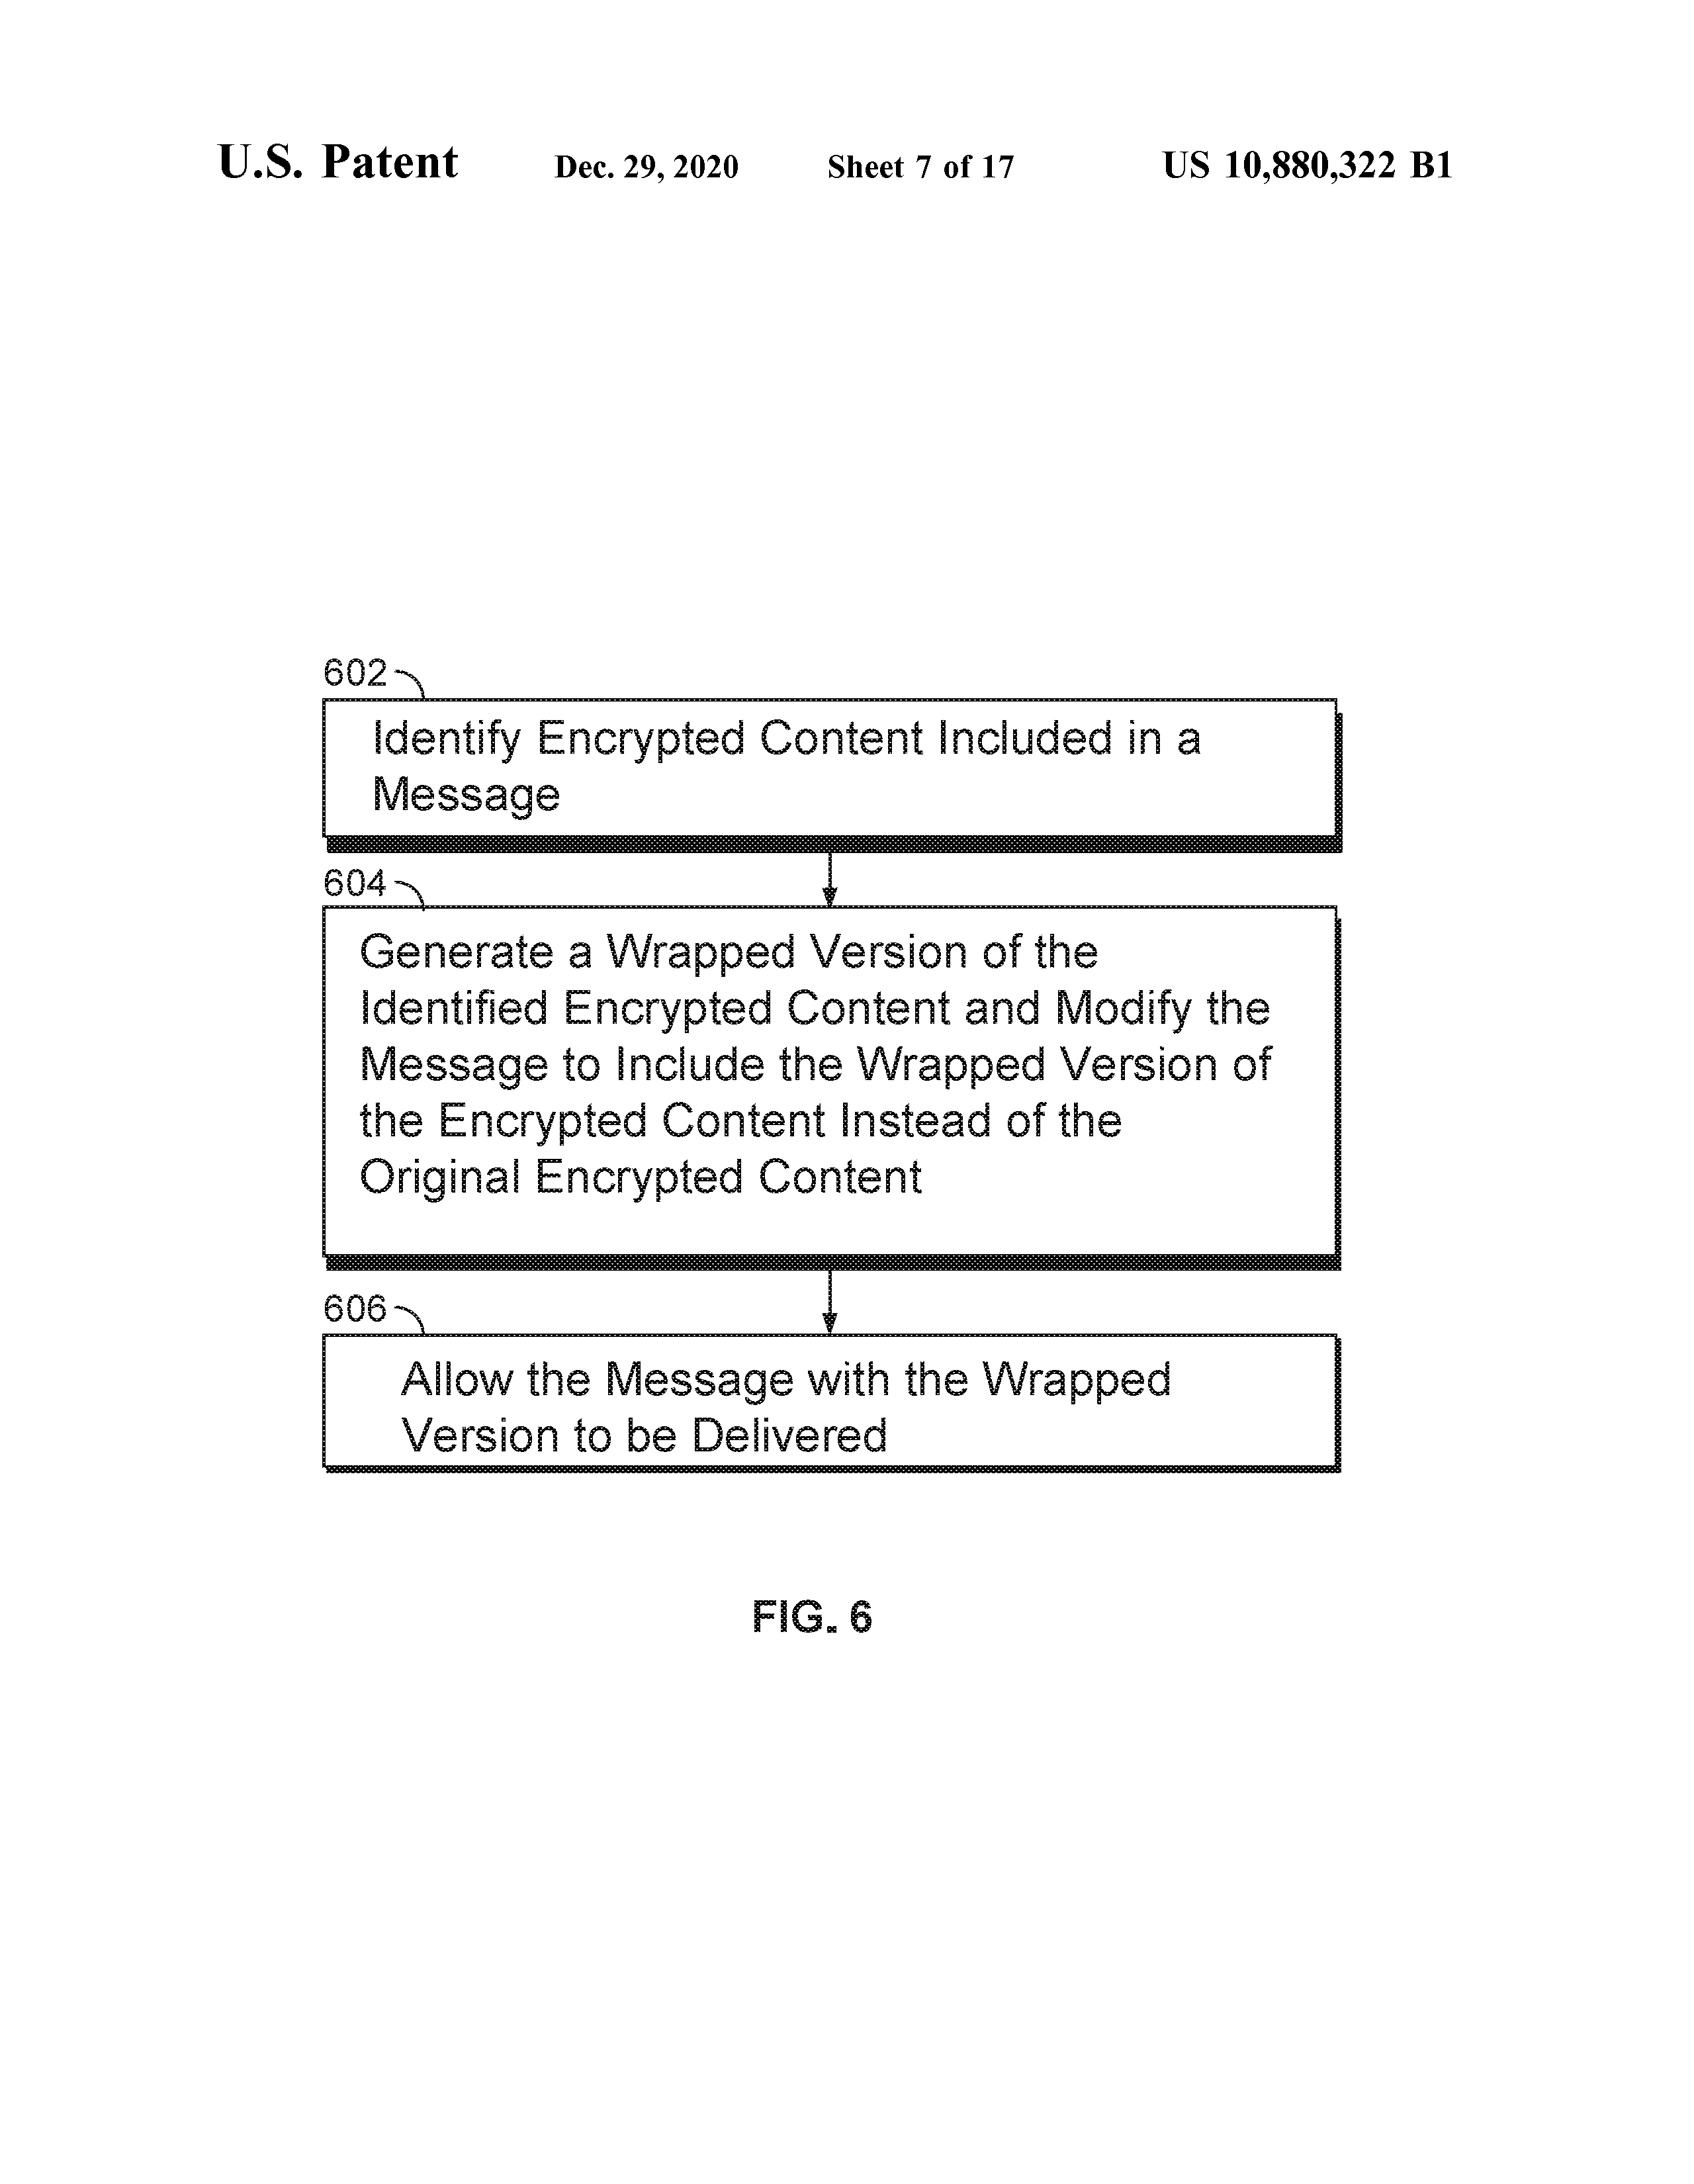 U.S. Patent Dec. 29, 2020 Sheet 7 of 17 US 10,880,322 B1
602
Identify Encrypted Content Included in a
Message
604
Generate a Wrapped Version of the
Identified Encrypted Content and Modify the
Message to Include the Wrapped Version of
the Encrypted Content Instead of the
Original Encrypted Content
606
Allow the Message with the Wrapped
Version to be Delivered
FIG. 6